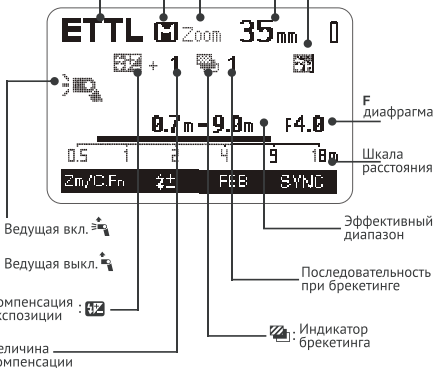 ETTL M Zoom 35mm
+ 1 1
0.7m-9.0m F4.0
0.5 1 2 4 9 18m
Zm/C.Fn ± FEB SYNC
F
диафрагма
Шкала
расстояния
Эффективный
диапазон
Последовательность
при брекетинге
Индикатор
брекетинга
Ведущая вкл.
Ведущая выкл.
омпенсация
кспозиции :
еличина
омпенсации